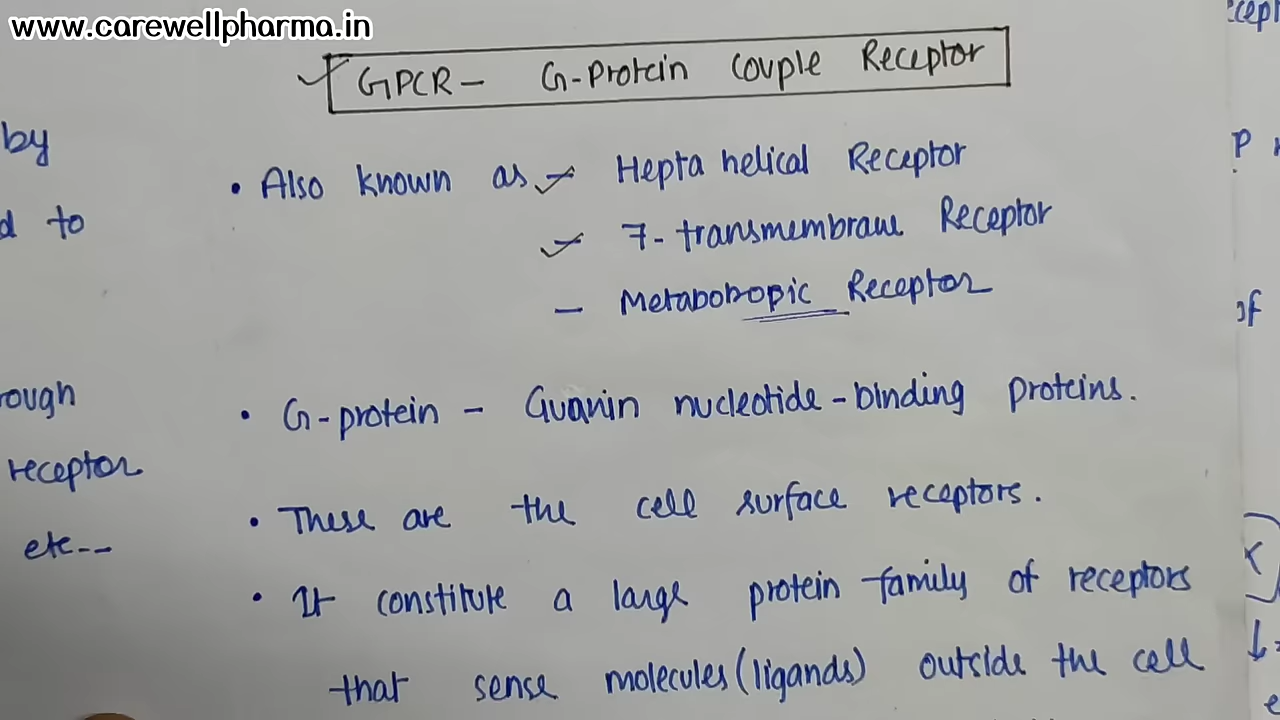 www.carewellpharma.in
GPCR - G-Protein Couple Receptor
by
• Also known as Hepta helical Receptor
d to
7-transmembrane Receptor
- Metabotropic Receptor
of
rough
• G-protein - Guanin nucleotide-binding proteins.
receptor
• These are the cell surface receptors.
etc--
• It constitute a large protein family of receptors
that sense molecules (ligands) outside the cell